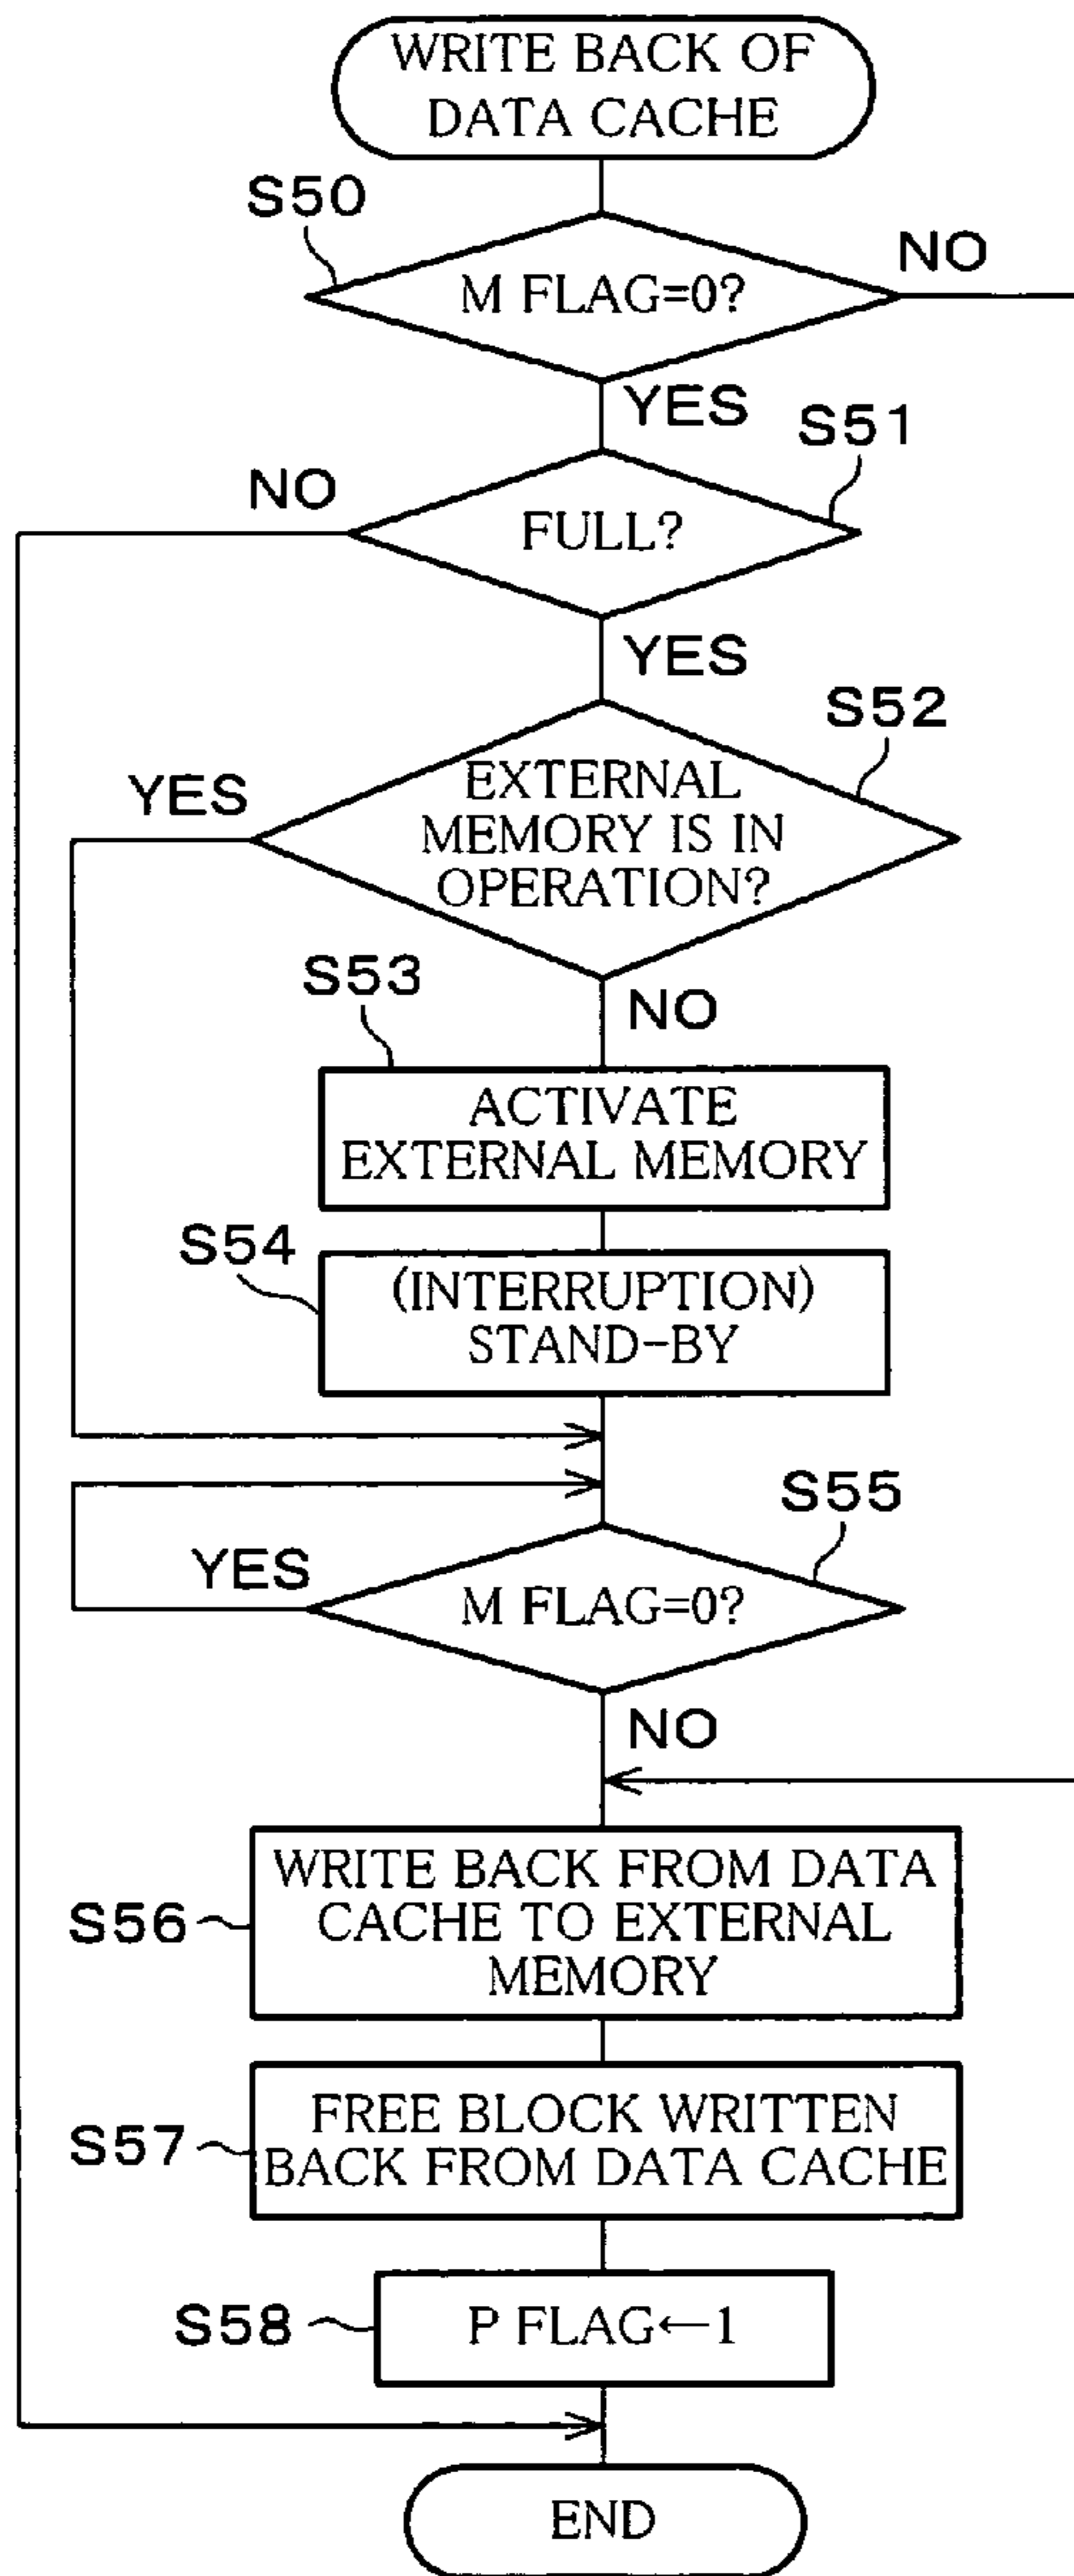 WRITE BACK OF
DATA CACHE
S50
M FLAG=0?
NO
YES
S51
NO
FULL?
YES
S52
YES
EXTERNAL
MEMORY IS IN
OPERATION?
S53
NO
ACTIVATE
EXTERNAL MEMORY
S54
(INTERRUPTION)
STAND-BY
S55
YES
M FLAG=0?
NO
S56
WRITE BACK FROM DATA
CACHE TO EXTERNAL
MEMORY
S57
FREE BLOCK WRITTEN
BACK FROM DATA CACHE
S58
P FLAG←1
END